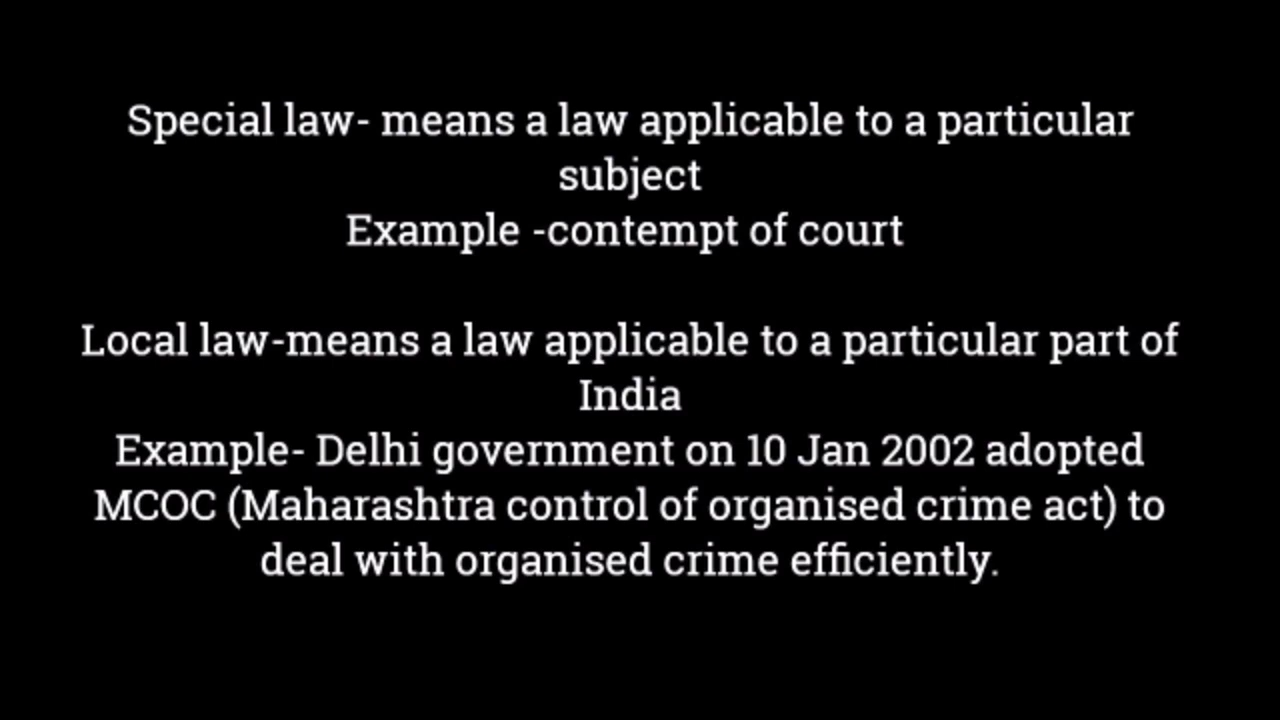 Special law- means a law applicable to a particular
subject
Example -contempt of court
Local law-means a law applicable to a particular part of
India
Example- Delhi government on 10 Jan 2002 adopted
MCOC (Maharashtra control of organised crime act) to
deal with organised crime efficiently.